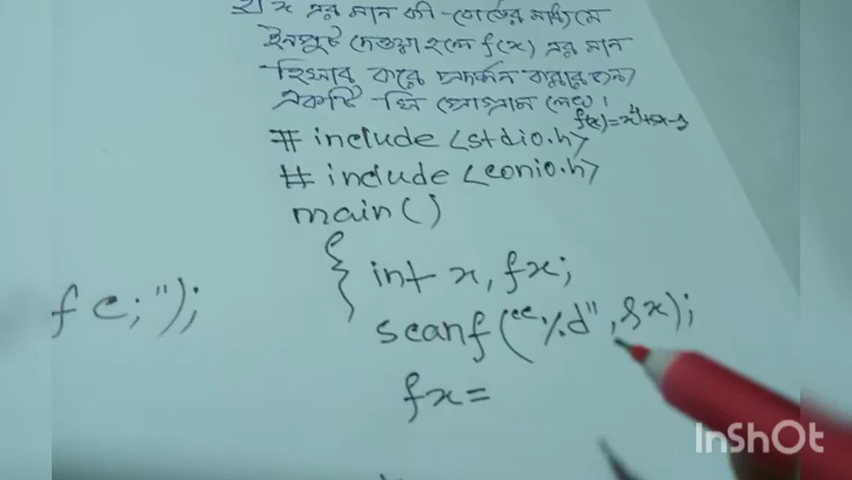 ২) x এর মান কী-বোর্ডের মাধ্যমে
ইনপুট দেওয়া হলে f(x) এর মান
হিসাব করে প্রদর্শন করার জন্য
একটি সি প্রোগ্রাম লেখো।
# include <stdio.h>
# include <conio.h>
main()
{ int x, fx;
f c;");
scanf("%d", &x);
fx=
InShOt